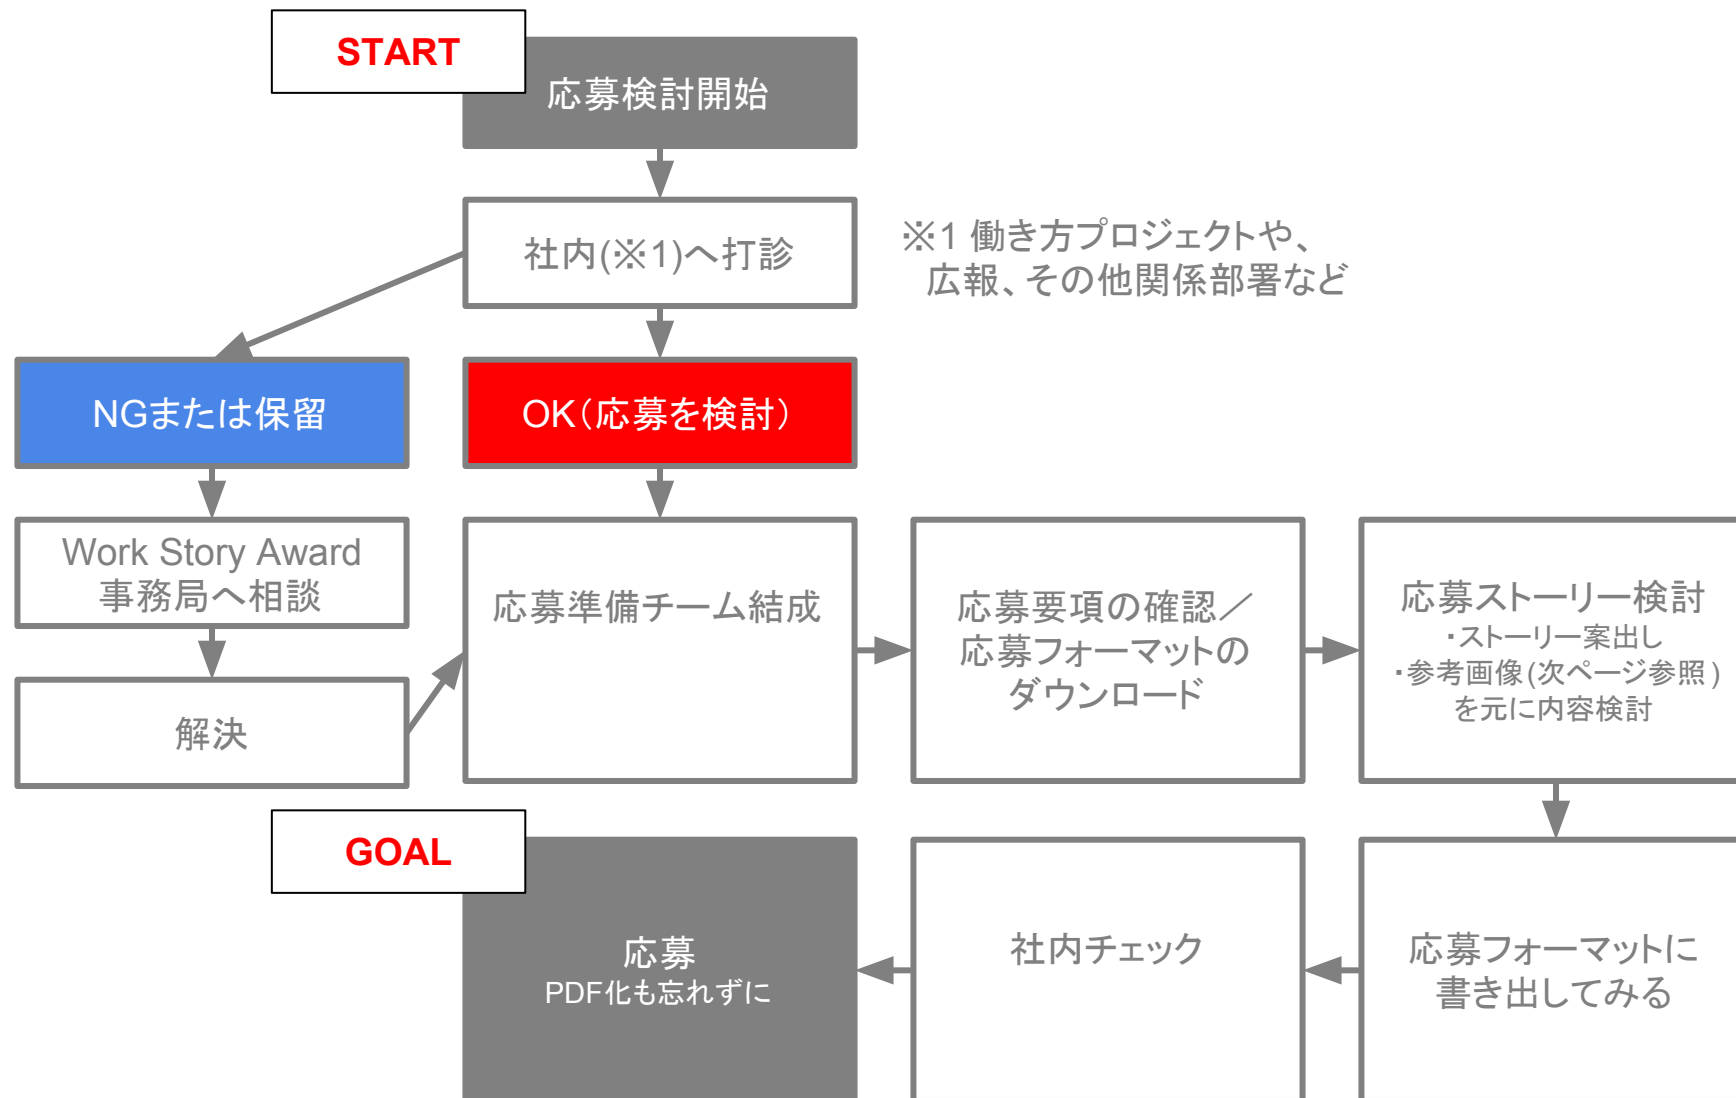 START
応募検討開始
社内(※1)へ打診
※1 働き方プロジェクトや、
広報、その他関係部署など
NGまたは保留
OK（応募を検討）
Work Story Award
事務局へ相談
解決
応募準備チーム結成
応募要項の確認／
応募フォーマットの
ダウンロード
応募ストーリー検討
・ストーリー案出し
・参考画像(次ページ参照)
を元に内容検討
GOAL
応募
PDF化も忘れずに
社内チェック
応募フォーマットに
書き出してみる